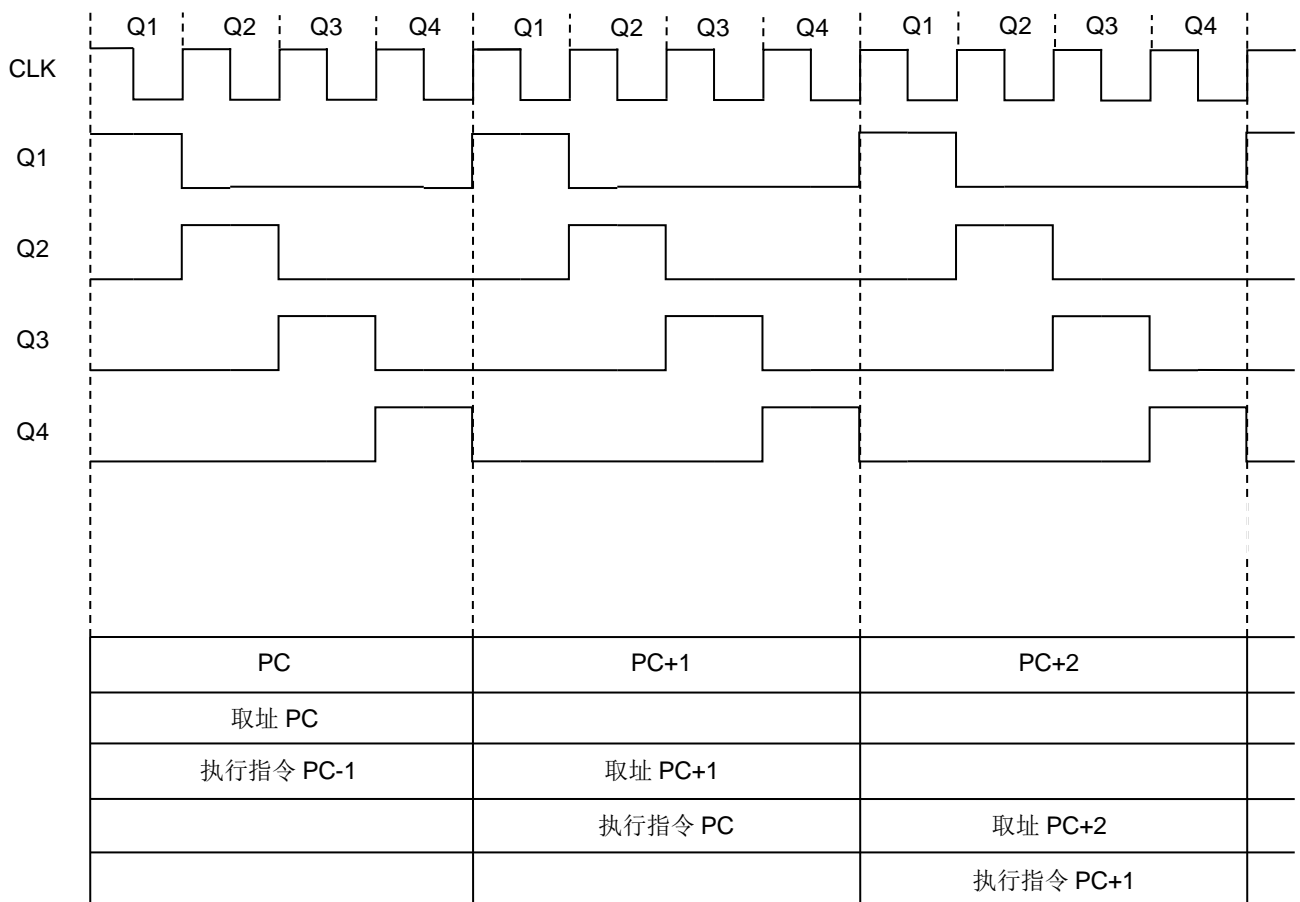 Q1 Q2 Q3 Q4 Q1 Q2 Q3 Q4 Q1 Q2 Q3 Q4
CLK
Q1
Q2
Q3
Q4
PC PC+1 PC+2
取址 PC
执行指令 PC-1 取址 PC+1
执行指令 PC 取址 PC+2
执行指令 PC+1